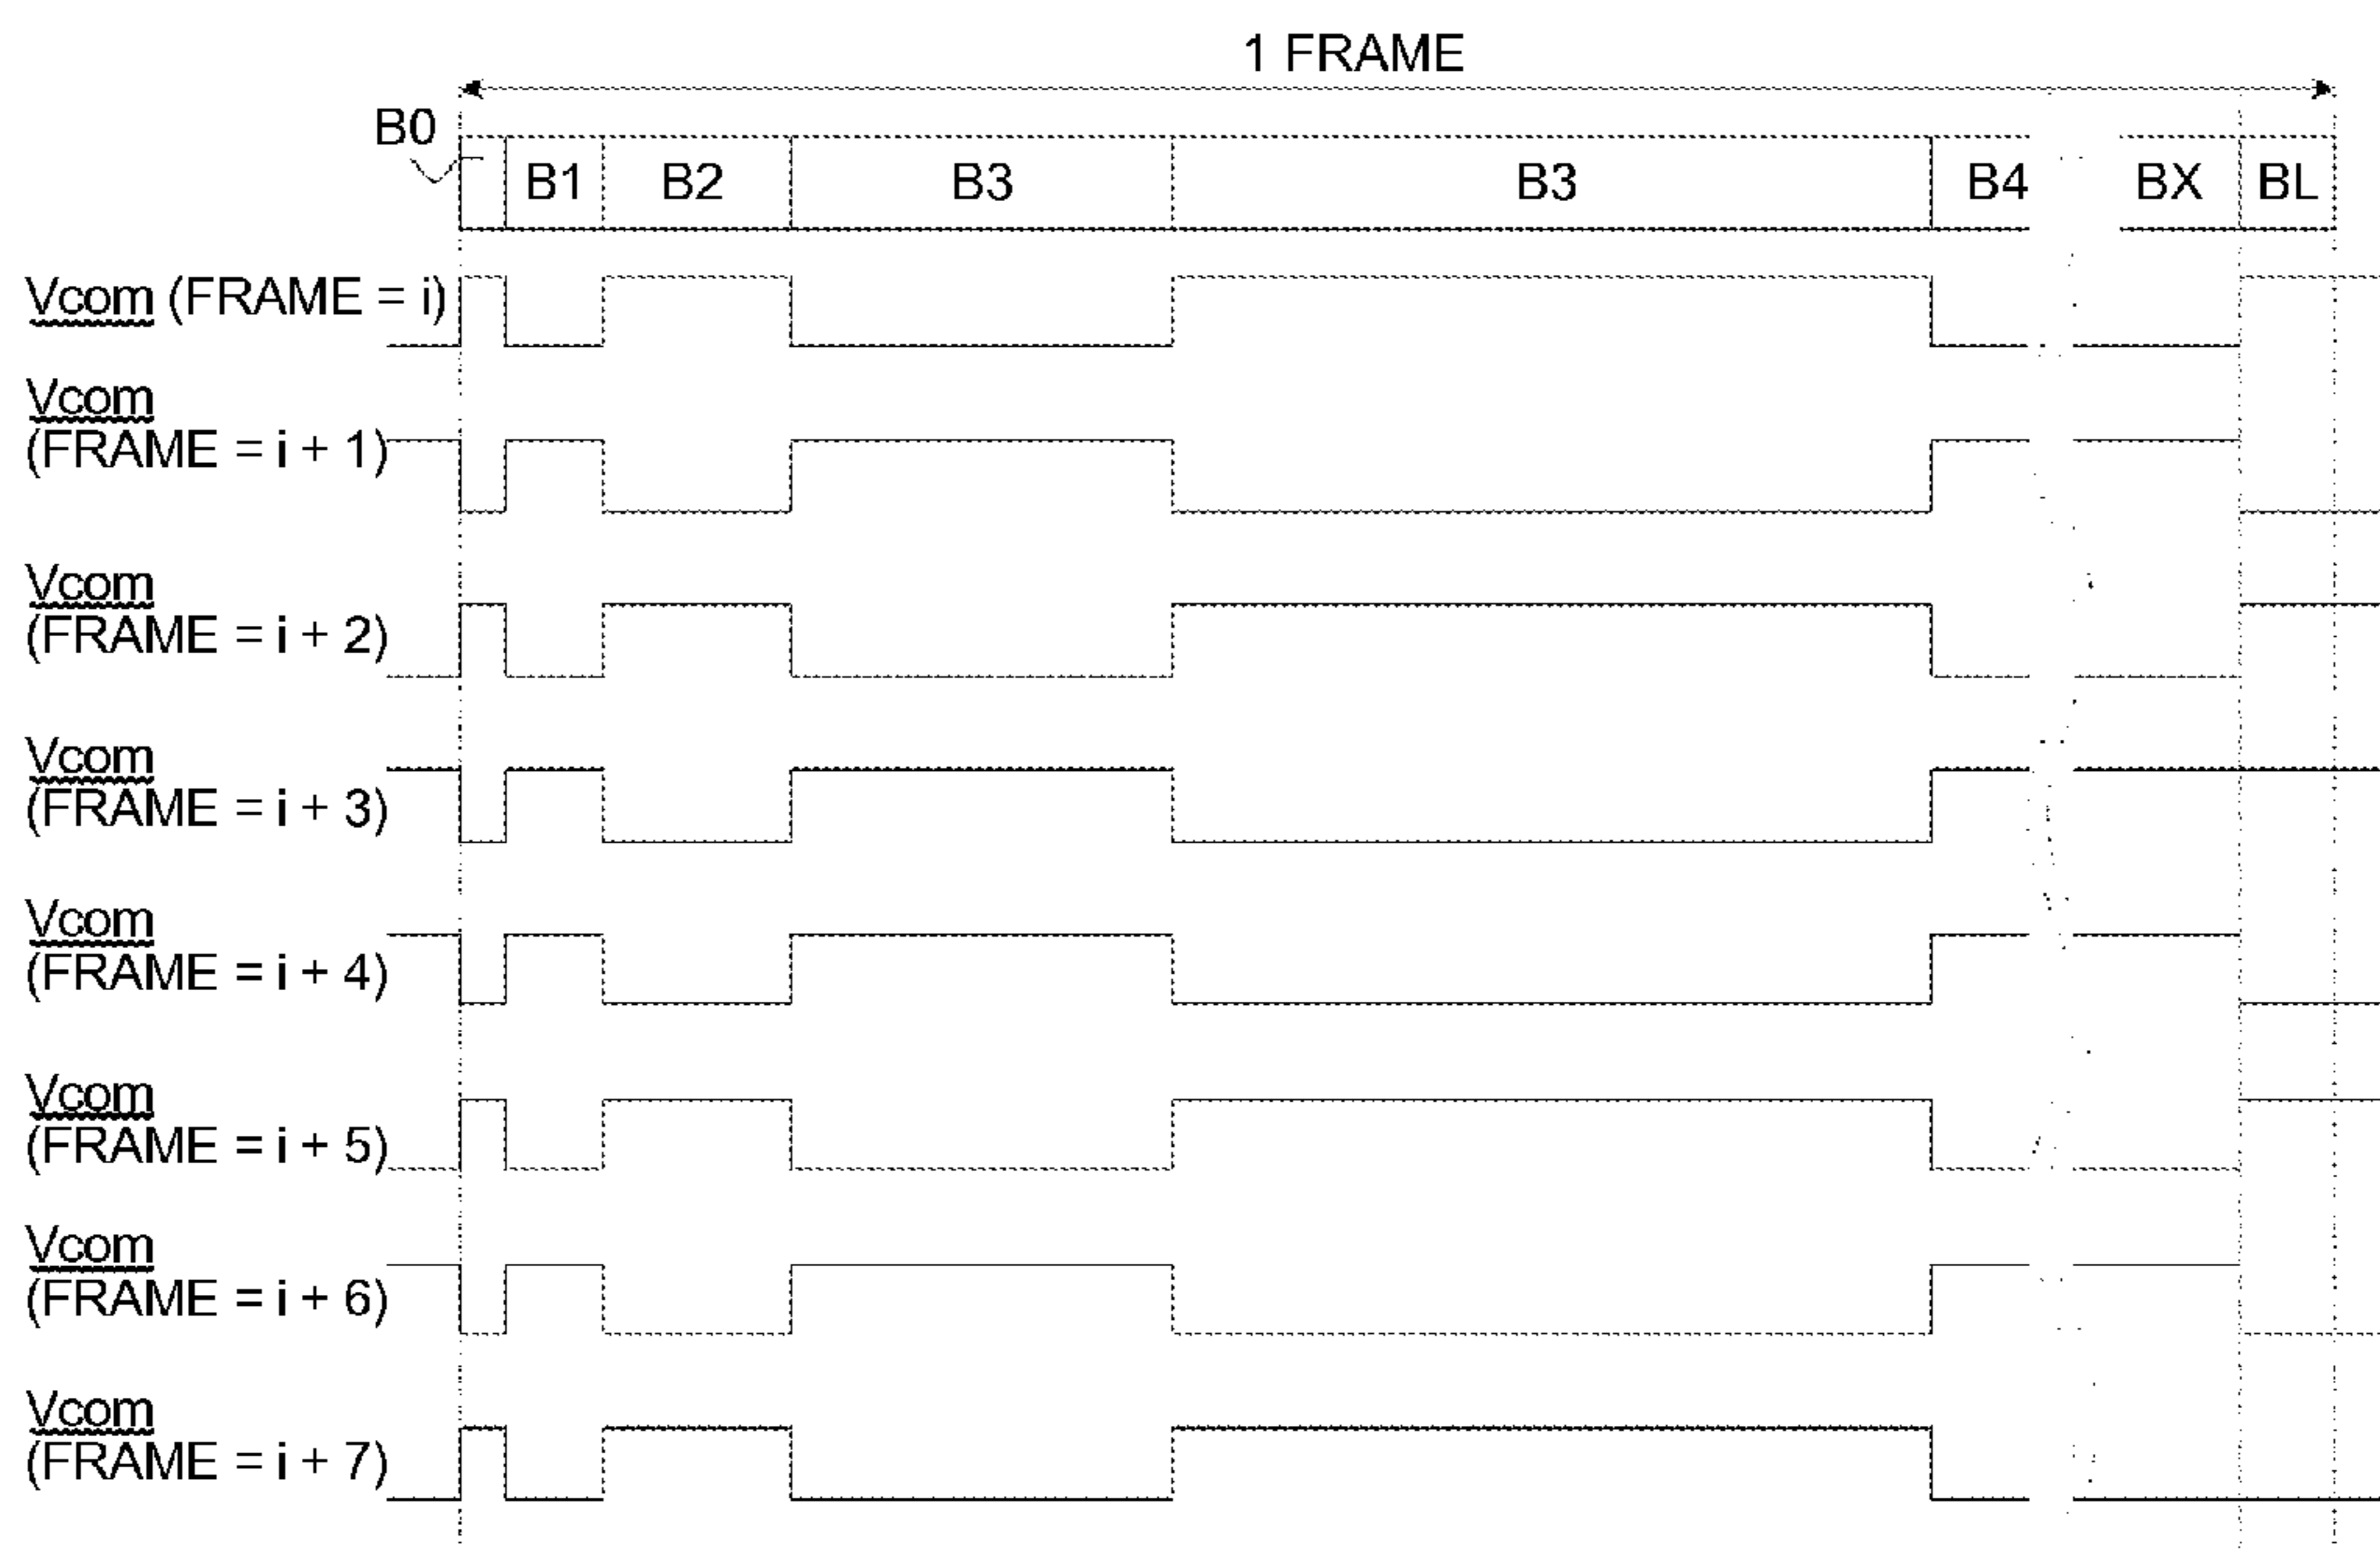 1 FRAME
B0
B1 B2 B3 B3 B4 BX BL
Vcom (FRAME = i)
Vcom
(FRAME = i + 1)
Vcom
(FRAME = i + 2)
Vcom
(FRAME = i + 3)
Vcom
(FRAME = i + 4)
Vcom
(FRAME = i + 5)
Vcom
(FRAME = i + 6)
Vcom
(FRAME = i + 7)